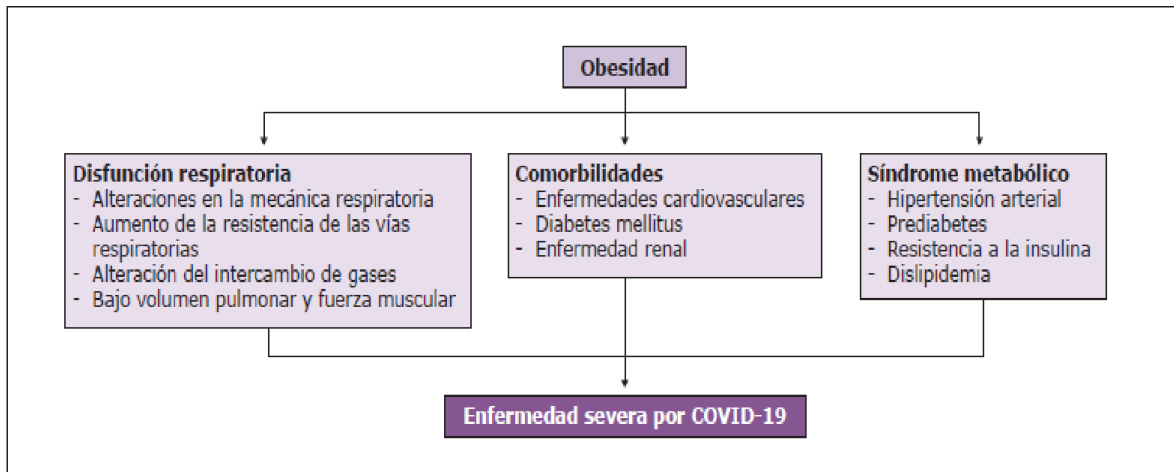 Obesidad
Disfunción respiratoria
- Alteraciones en la mecánica respiratoria
- Aumento de la resistencia de las vías
respiratorias
- Alteración del intercambio de gases
- Bajo volumen pulmonar y fuerza muscular
Comorbilidades
- Enfermedades cardiovasculares
- Diabetes mellitus
- Enfermedad renal
Síndrome metabólico
- Hipertensión arterial
- Prediabetes
- Resistencia a la insulina
- Dislipidemia
Enfermedad severa por COVID-19